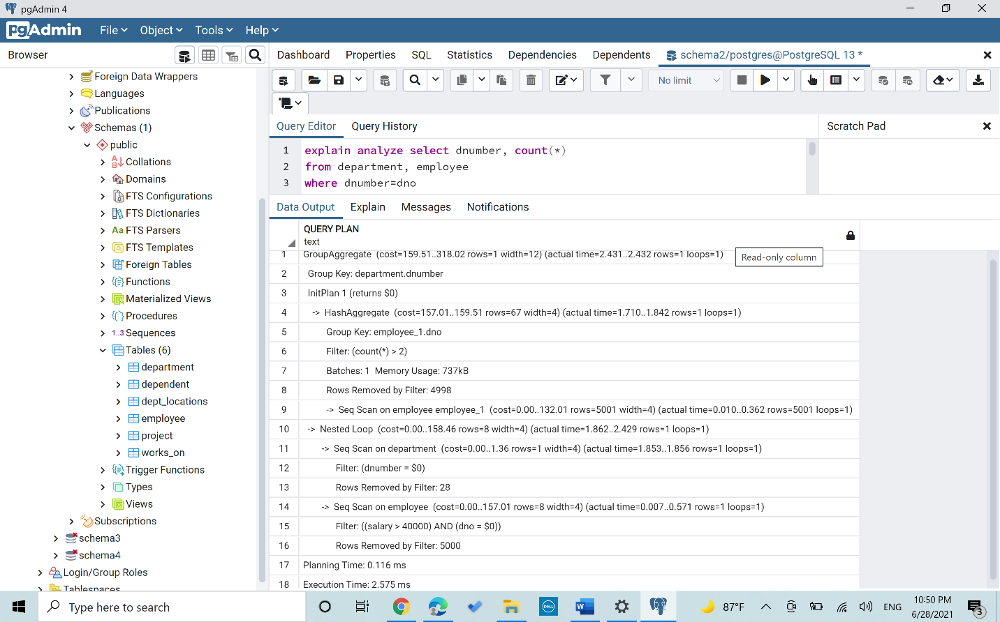 pgAdmin 4
pgAdmin File Object Tools Help
Browser
Dashboard Properties SQL Statistics Dependencies Dependents schema2/postgres@PostgreSQL 13 *
No limit
Foreign Data Wrappers
Languages
Publications
Schemas (1)
public
Collations
Domains
FTS Configurations
FTS Dictionaries
Aa FTS Parsers
FTS Templates
Foreign Tables
Functions
Materialized Views
Procedures
1..3 Sequences
Tables (6)
department
dependent
dept_locations
employee
project
works_on
Trigger Functions
Types
Views
Subscriptions
schema3
schema4
Login/Group Roles
Tablespaces
Query Editor Query History
Scratch Pad
1 explain analyze select dnumber, count(*)
2 from department, employee
3 where dnumber=dno
Data Output Explain Messages Notifications
QUERY PLAN
text
Read-only column
1 GroupAggregate (cost=159.51..318.02 rows=1 width=12) (actual time=2.431..2.432 rows=1 loops=1)
2 Group Key: department.dnumber
3 InitPlan 1 (returns $0)
4 -> HashAggregate (cost=157.01..159.51 rows=67 width=4) (actual time=1.710..1.842 rows=1 loops=1)
5 Group Key: employee_1.dno
6 Filter: (count(*) > 2)
7 Batches: 1 Memory Usage: 737kB
8 Rows Removed by Filter: 4998
9 -> Seq Scan on employee employee_1 (cost=0.00..132.01 rows=5001 width=4) (actual time=0.010..0.362 rows=5001 loops=1)
10 -> Nested Loop (cost=0.00..158.46 rows=8 width=4) (actual time=1.862..2.429 rows=1 loops=1)
11 -> Seq Scan on department (cost=0.00..1.36 rows=1 width=4) (actual time=1.853..1.856 rows=1 loops=1)
12 Filter: (dnumber = $0)
13 Rows Removed by Filter: 28
14 -> Seq Scan on employee (cost=0.00..157.01 rows=8 width=4) (actual time=0.007..0.571 rows=1 loops=1)
15 Filter: ((salary > 40000) AND (dno = $0))
16 Rows Removed by Filter: 5000
17 Planning Time: 0.116 ms
18 Execution Time: 2.575 ms
Type here to search
DELL
W
87°F
ENG
10:50 PM
6/28/2021
3